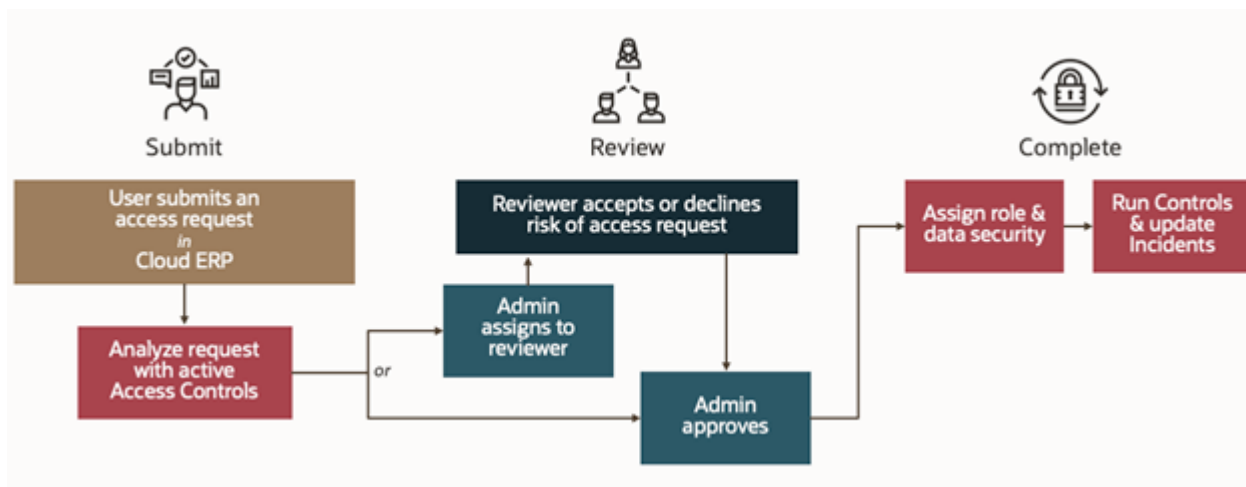 Submit
Review
Complete
User submits an
access request
in
Cloud ERP
Analyze request
with active
Access Controls
or
Admin
assigns to
reviewer
Reviewer accepts or declines
risk of access request
Admin
approves
Assign role &
data security
Run Controls
& update
Incidents